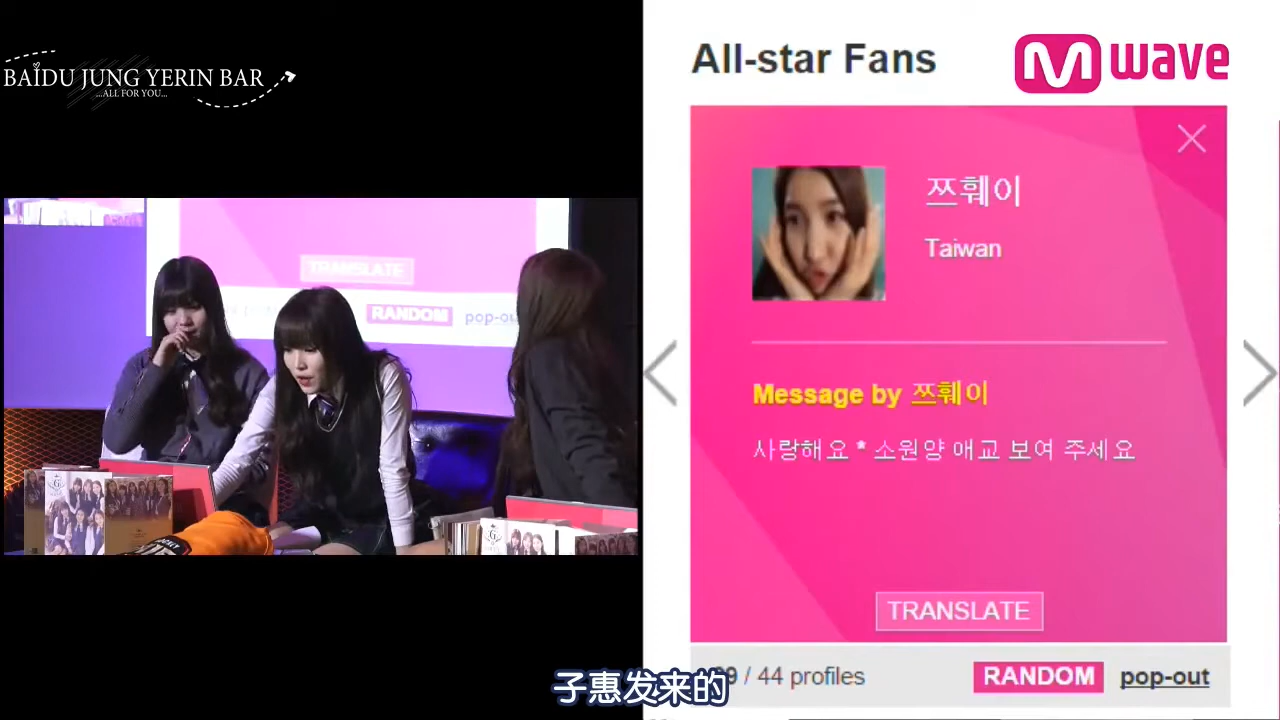 BAIDU JUNG YERIN BAR
...ALL FOR YOU...
TRANSLATE
RANDOM
All-star Fans
M wave
쯔훼이
Taiwan
Message by 쯔훼이
사랑해요 * 소원양 애교 보여 주세요
TRANSLATE
/ 44 profiles
RANDOM
pop-out
子惠发来的